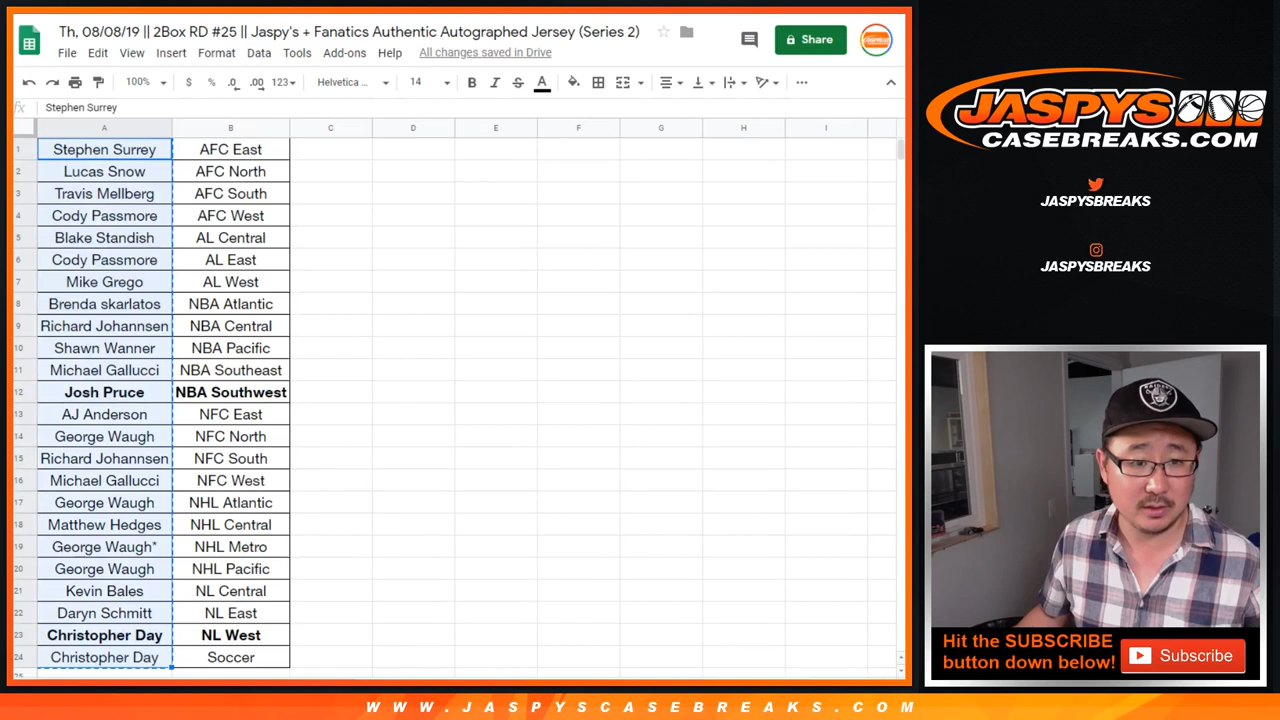 Th, 08/08/19 || 2Box RD #25 || Jaspy's + Fanatics Authentic Autographed Jersey (Series 2)
File Edit View Insert Format Data Tools Add-ons Help All changes saved in Drive
Share
100% $ % .0 .00 123 Helvetica ... 14 B I S A
fx Stephen Surrey
A B C D E F G H I
1 Stephen Surrey AFC East
2 Lucas Snow AFC North
3 Travis Mellberg AFC South
4 Cody Passmore AFC West
5 Blake Standish AL Central
6 Cody Passmore AL East
7 Mike Grego AL West
8 Brenda skarlatos NBA Atlantic
9 Richard Johannsen NBA Central
10 Shawn Wanner NBA Pacific
11 Michael Gallucci NBA Southeast
12 Josh Pruce NBA Southwest
13 AJ Anderson NFC East
14 George Waugh NFC North
15 Richard Johannsen NFC South
16 Michael Gallucci NFC West
17 George Waugh NHL Atlantic
18 Matthew Hedges NHL Central
19 George Waugh* NHL Metro
20 George Waugh NHL Pacific
21 Kevin Bales NL Central
22 Daryn Schmitt NL East
23 Christopher Day NL West
24 Christopher Day Soccer
JASPYS
CASEBREAKS.COM
JASPYSBREAKS
JASPYSBREAKS
RAIDERS
Hit the SUBSCRIBE
button down below!
Subscribe
WWW.JASPYSCASEBREAKS.COM